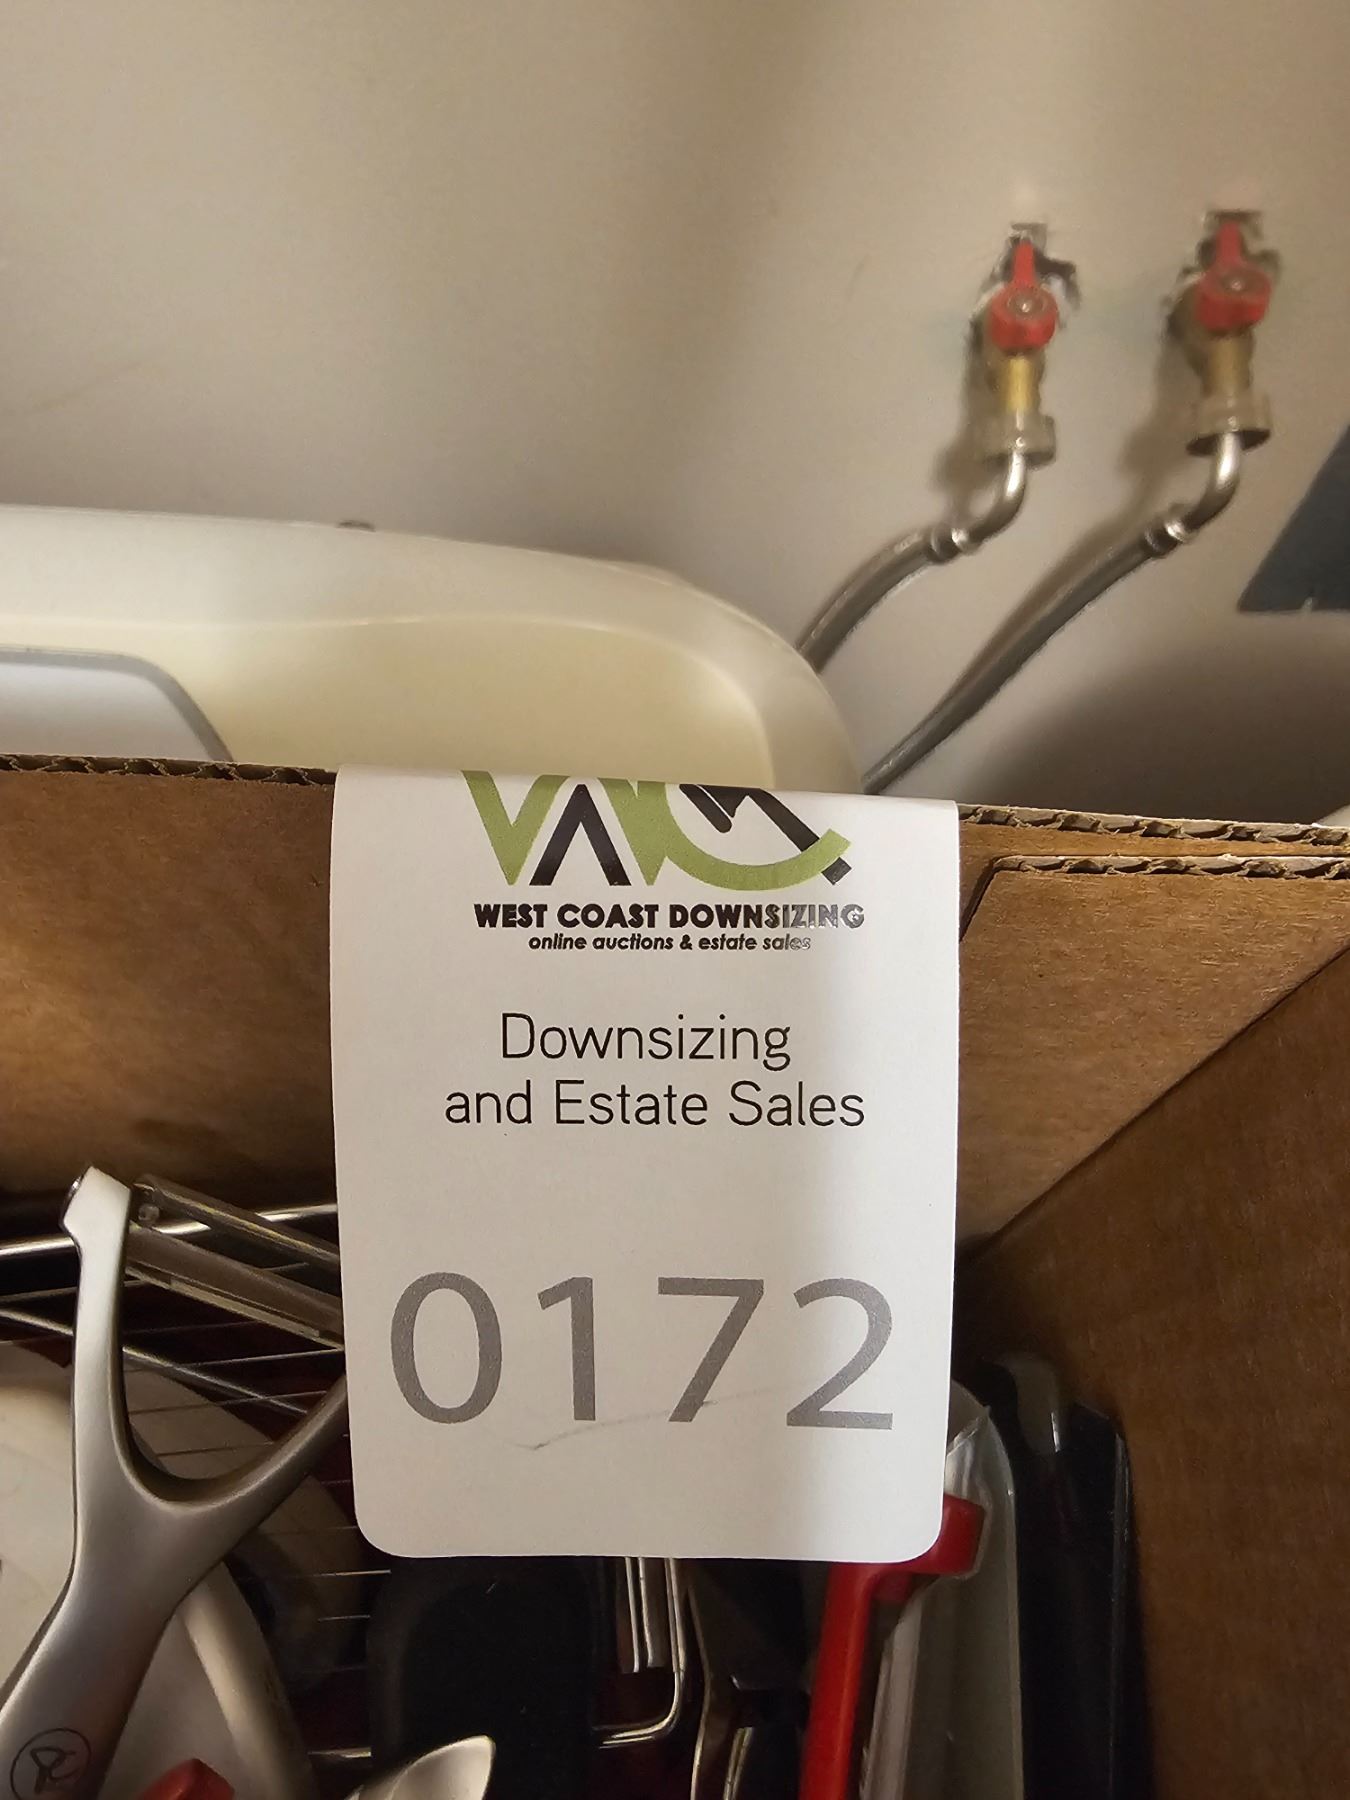 WEST COAST DOWNSIZING
online auctions & estate sales
Downsizing
and Estate Sales
0172